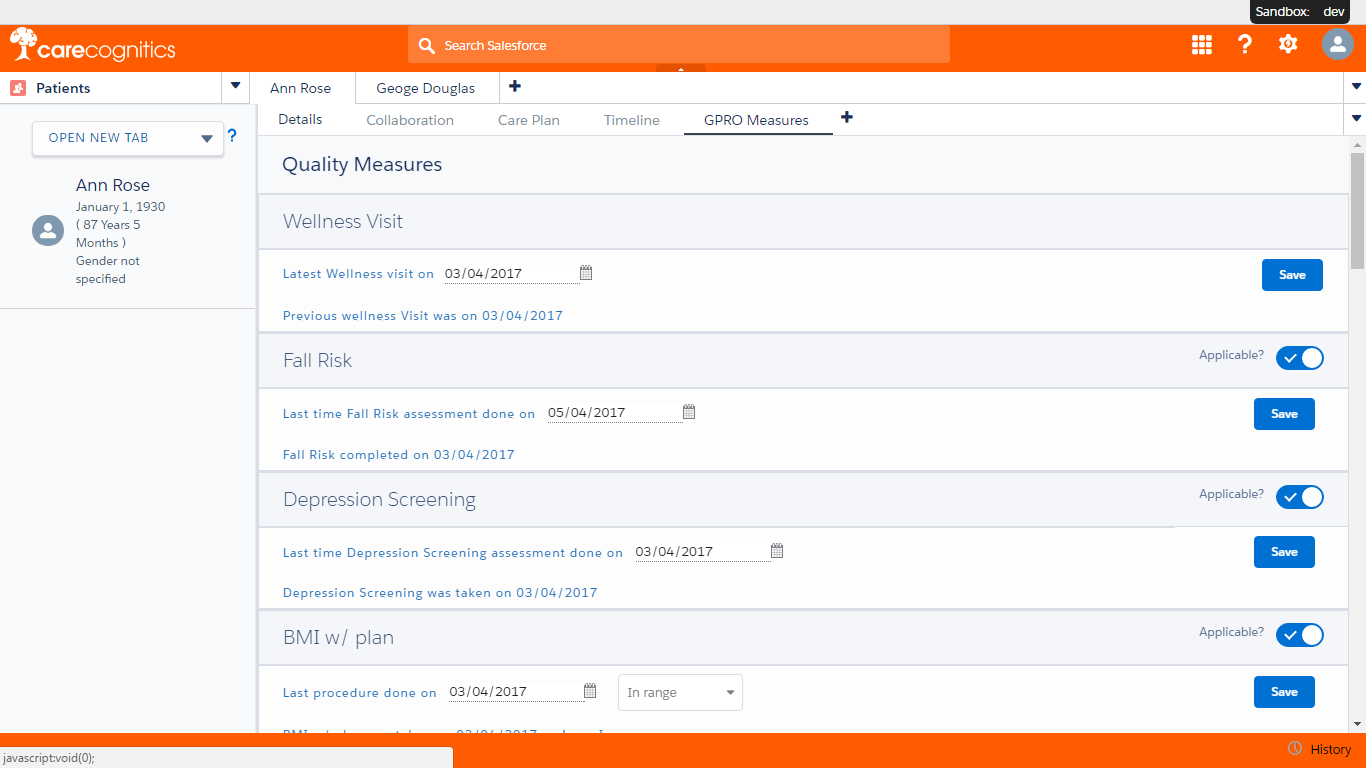 Sandbox: dev
carecognitics
Search Salesforce
?
Patients
Ann Rose
Geoge Douglas
OPEN NEW TAB
?
Details
Collaboration
Care Plan
Timeline
GPRO Measures
Ann Rose
January 1, 1930
( 87 Years 5
Months )
Gender not
specified
Quality Measures
Wellness Visit
Latest Wellness visit on 03/04/2017
Save
Previous wellness Visit was on 03/04/2017
Fall Risk
Applicable?
Last time Fall Risk assessment done on 05/04/2017
Save
Fall Risk completed on 03/04/2017
Depression Screening
Applicable?
Last time Depression Screening assessment done on 03/04/2017
Save
Depression Screening was taken on 03/04/2017
BMI w/ plan
Applicable?
Last procedure done on 03/04/2017
In range
Save
javascript:void(0);
History